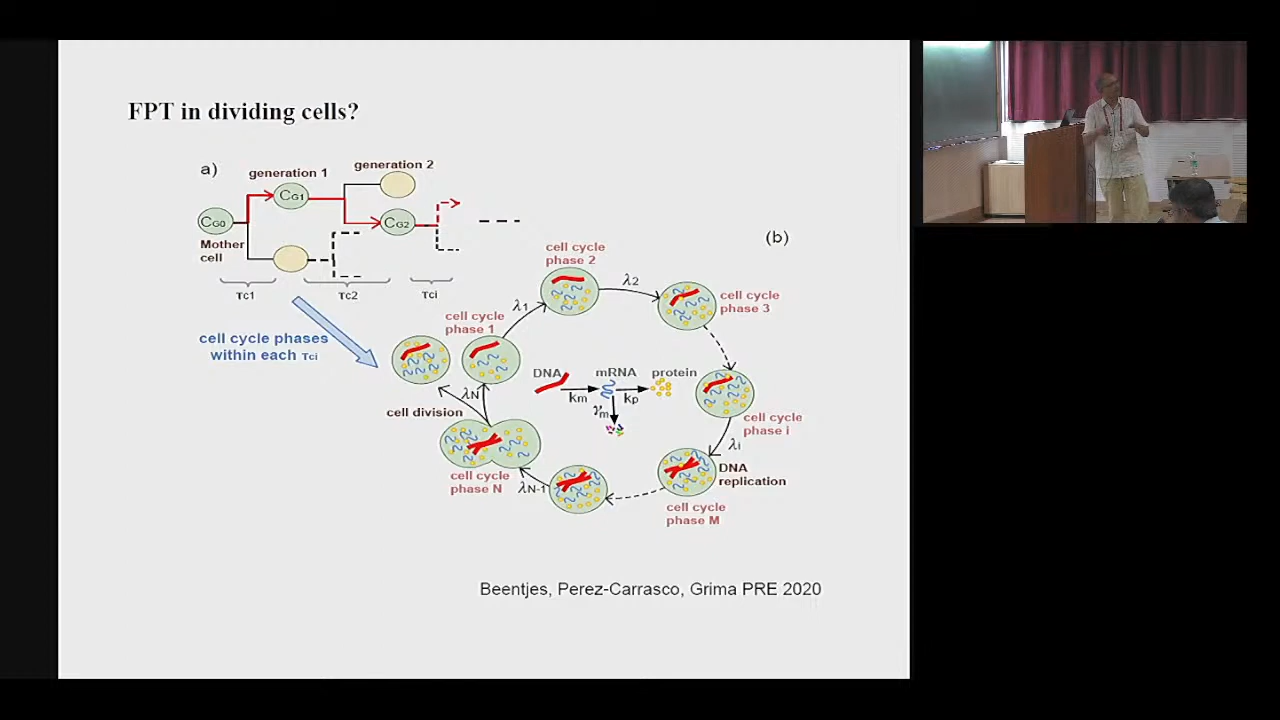 FPT in dividing cells?
a)
generation 1
generation 2
CG0
CG1
CG2
Mother
cell
τc1
τc2
τci
cell cycle phases
within each τci
(b)
cell cycle
phase 1
λ1
cell cycle
phase 2
λ2
cell cycle
phase 3
cell cycle
phase i
λi
DNA
replication
cell cycle
phase M
λN-1
cell cycle
phase N
λN
cell division
DNA
mRNA
protein
km
kp
γm
Beentjes, Perez-Carrasco, Grima PRE 2020